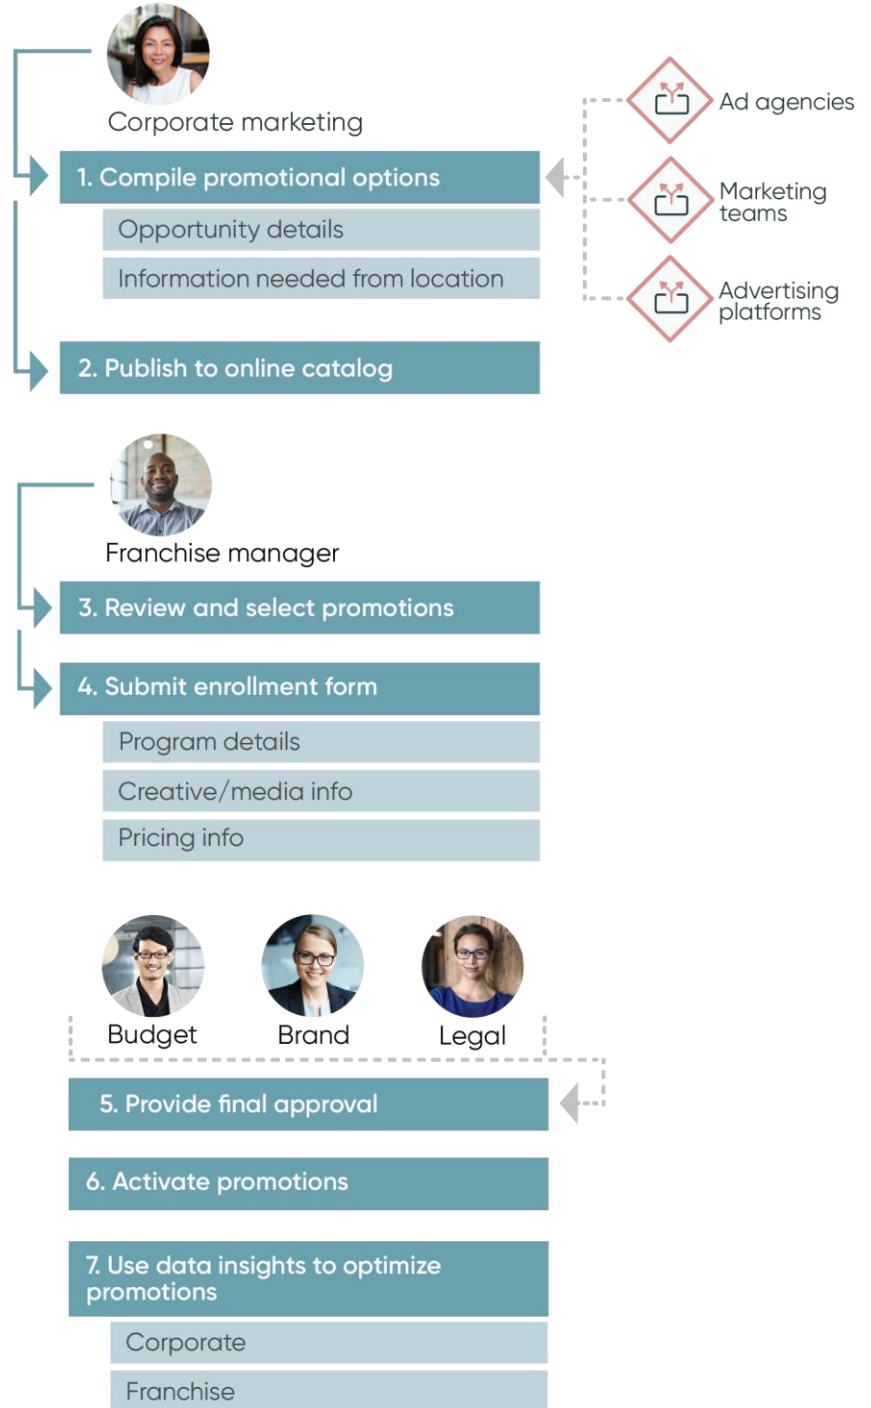 Corporate marketing
Ad agencies
1. Compile promotional options
Marketing
teams
Opportunity details
Information needed from location
Advertising
platforms
2. Publish to online catalog
Franchise manager
3. Review and select promotions
4. Submit enrollment form
Program details
Creative/media info
Pricing info
Budget
Brand
Legal
5. Provide final approval
6. Activate promotions
7. Use data insights to optimize
promotions
Corporate
Franchise